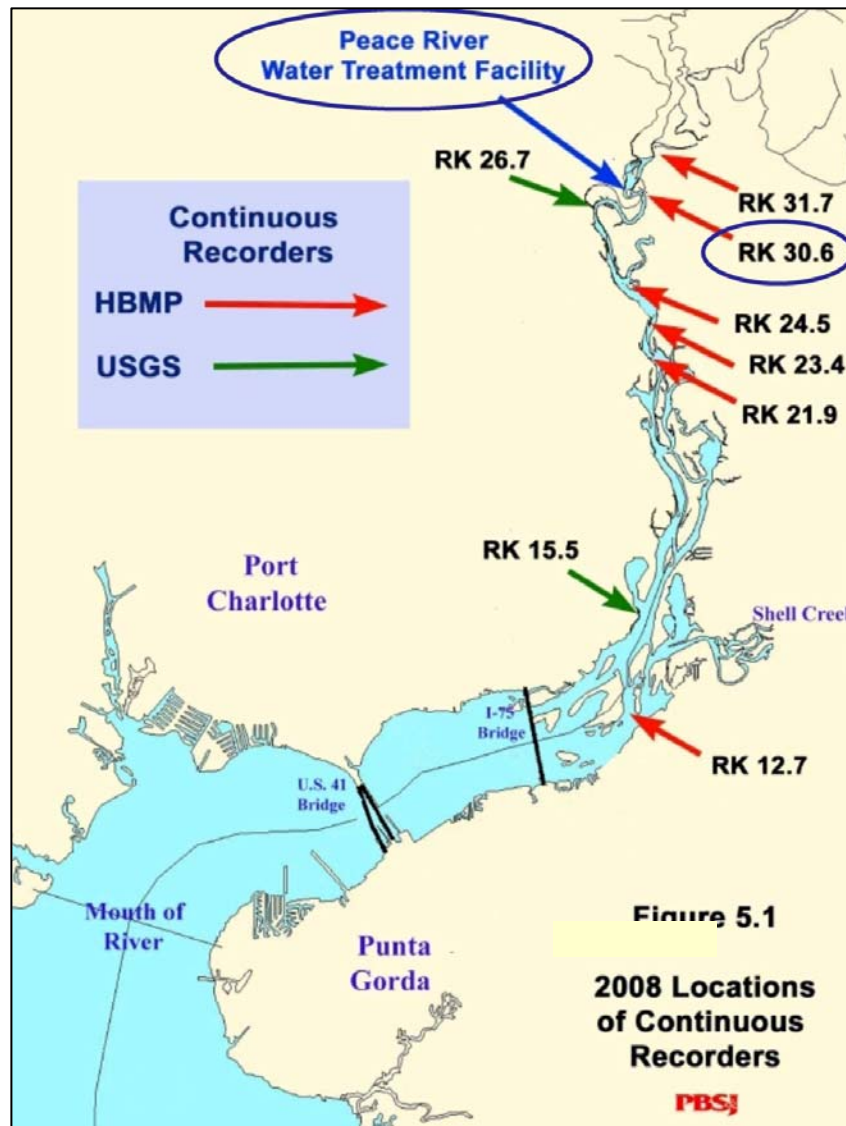 Peace River
Water Treatment Facility
RK 26.7
RK 31.7
RK 30.6
Continuous
Recorders
HBMP
USGS
RK 24.5
RK 23.4
RK 21.9
RK 15.5
Port
Charlotte
Shell Creek
I-75
Bridge
RK 12.7
U.S. 41
Bridge
Mouth of
River
Punta
Gorda
Figure 5.1
2008 Locations
of Continuous
Recorders
PBSJ